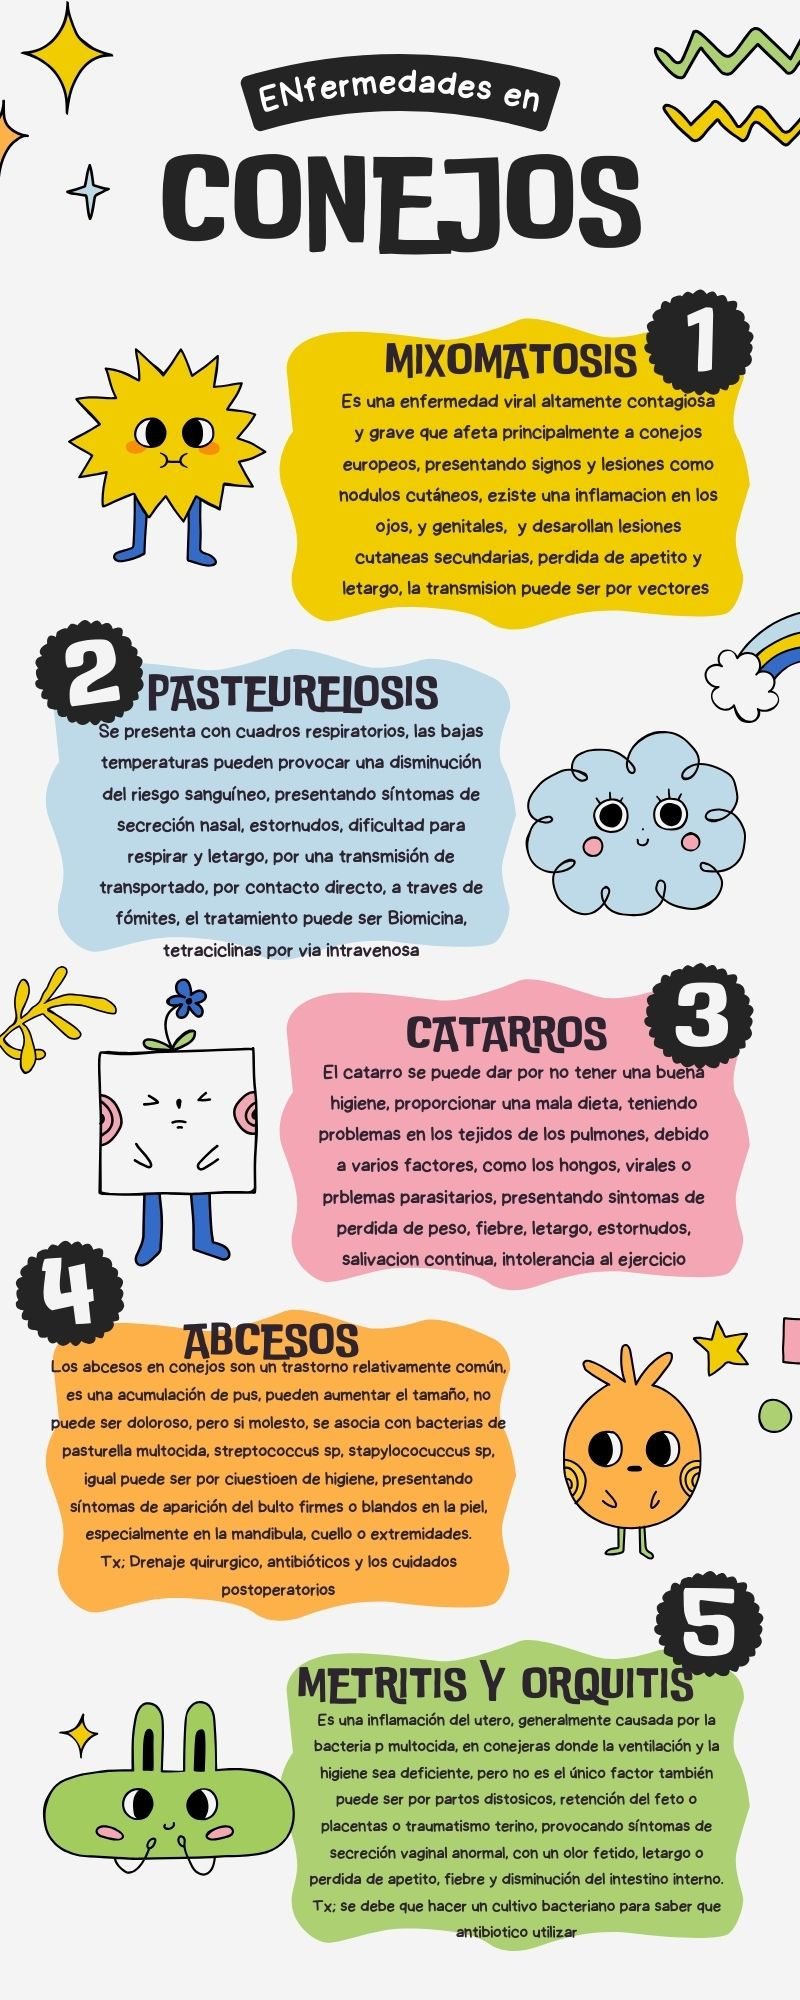 ENfermedades en
CONEJOS
1
MIXOMATOSIS
Es una enfermedad viral altamente contagiosa
y grave que afeta principalmente a conejos
europeos, presentando signos y lesiones como
nodulos cutáneos, eziste una inflamacion en los
ojos, y genitales, y desarollan lesiones
cutaneas secundarias, perdida de apetito y
letargo, la transmision puede ser por vectores
2
PASTEURELOSIS
Se presenta con cuadros respiratorios, las bajas
temperaturas pueden provocar una disminución
del riesgo sanguíneo, presentando síntomas de
secreción nasal, estornudos, dificultad para
respirar y letargo, por una transmisión de
transportado, por contacto directo, a traves de
fómites, el tratamiento puede ser Biomicina,
tetraciclinas por via intravenosa
3
CATARROS
El catarro se puede dar por no tener una buena
higiene, proporcionar una mala dieta, teniendo
problemas en los tejidos de los pulmones, debido
a varios factores, como los hongos, virales o
prblemas parasitarios, presentando sintomas de
perdida de peso, fiebre, letargo, estornudos,
salivacion continua, intolerancia al ejercicio
4
ABCESOS
Los abcesos en conejos son un trastorno relativamente común,
es una acumulación de pus, pueden aumentar el tamaño, no
puede ser doloroso, pero si molesto, se asocia con bacterias de
pasturella multocida, streptococcus sp, stapylococuccus sp,
igual puede ser por ciuestioen de higiene, presentando
síntomas de aparición del bulto firmes o blandos en la piel,
especialmente en la mandibula, cuello o extremidades.
Tx; Drenaje quirurgico, antibióticos y los cuidados
postoperatorios
5
METRITIS Y ORQUITIS
Es una inflamación del utero, generalmente causada por la
bacteria p multocida, en conejeras donde la ventilación y la
higiene sea deficiente, pero no es el único factor también
puede ser por partos distosicos, retención del feto o
placentas o traumatismo terino, provocando síntomas de
secreción vaginal anormal, con un olor fetido, letargo o
perdida de apetito, fiebre y disminución del intestino interno.
Tx; se debe que hacer un cultivo bacteriano para saber que
antibiotico utilizar